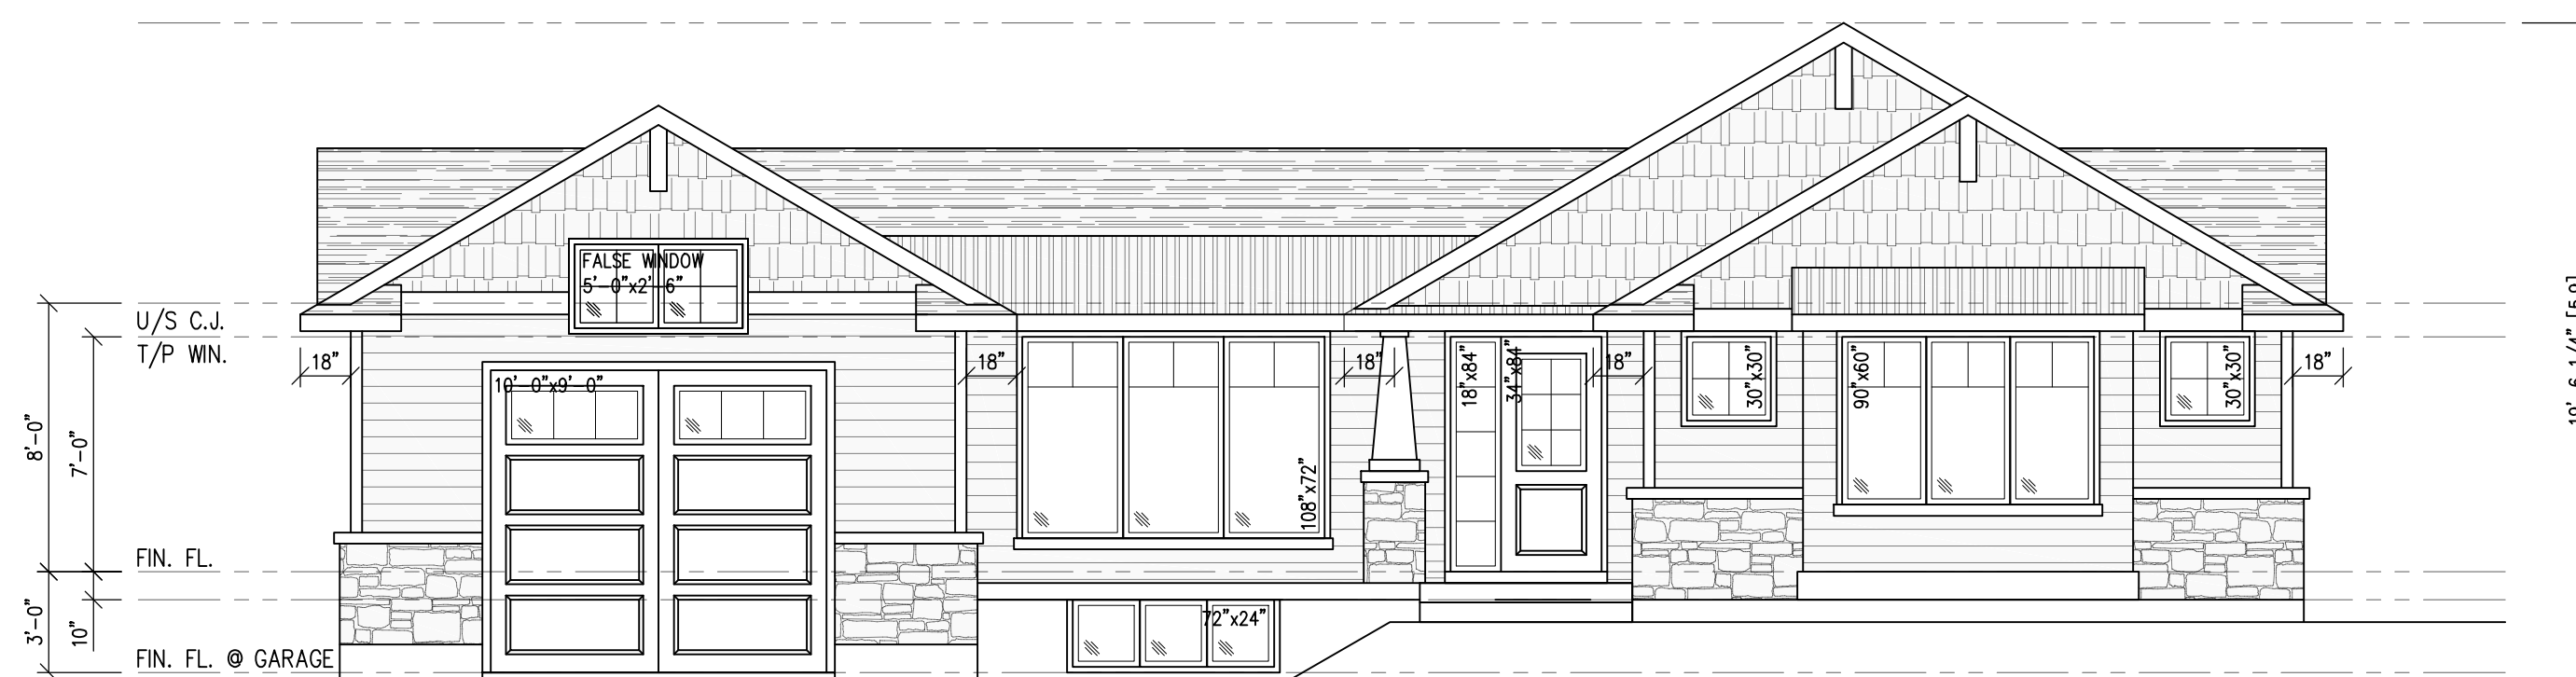 FALSE WINDOW
5'-0"x2'-6"
U/S C.J.
T/P WIN.
18"
18"
18"
18"
18"
10'-0"x9'-0"
18"x84"
34"x84"
30"x30"
90"x60"
30"x30"
8'-0"
7'-0"
108"x72"
FIN. FL.
3'-0"
10"
72"x24"
FIN. FL. @ GARAGE